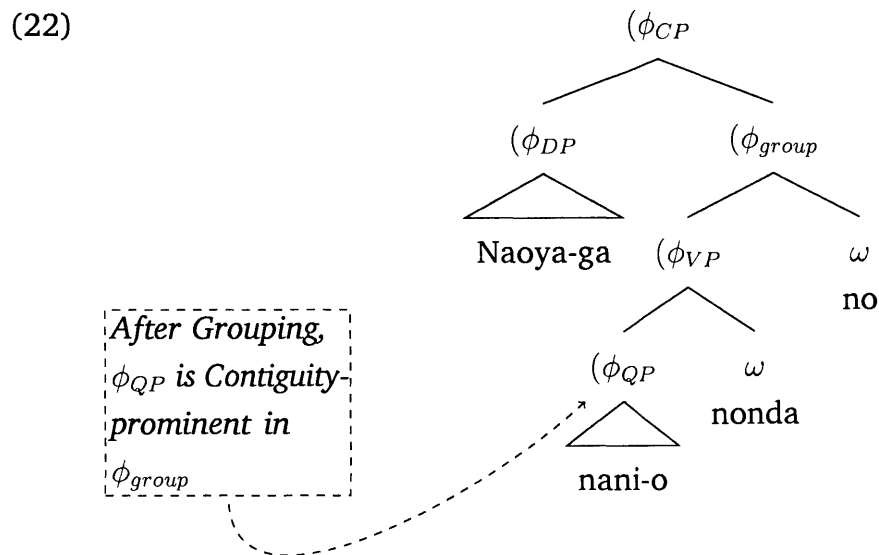 (22)
(ϕCP
(ϕDP (ϕgroup
Naoya-ga (ϕVP ω
no
After Grouping,
ϕQP is Contiguity-
prominent in
ϕgroup
(ϕQP ω
nonda
nani-o